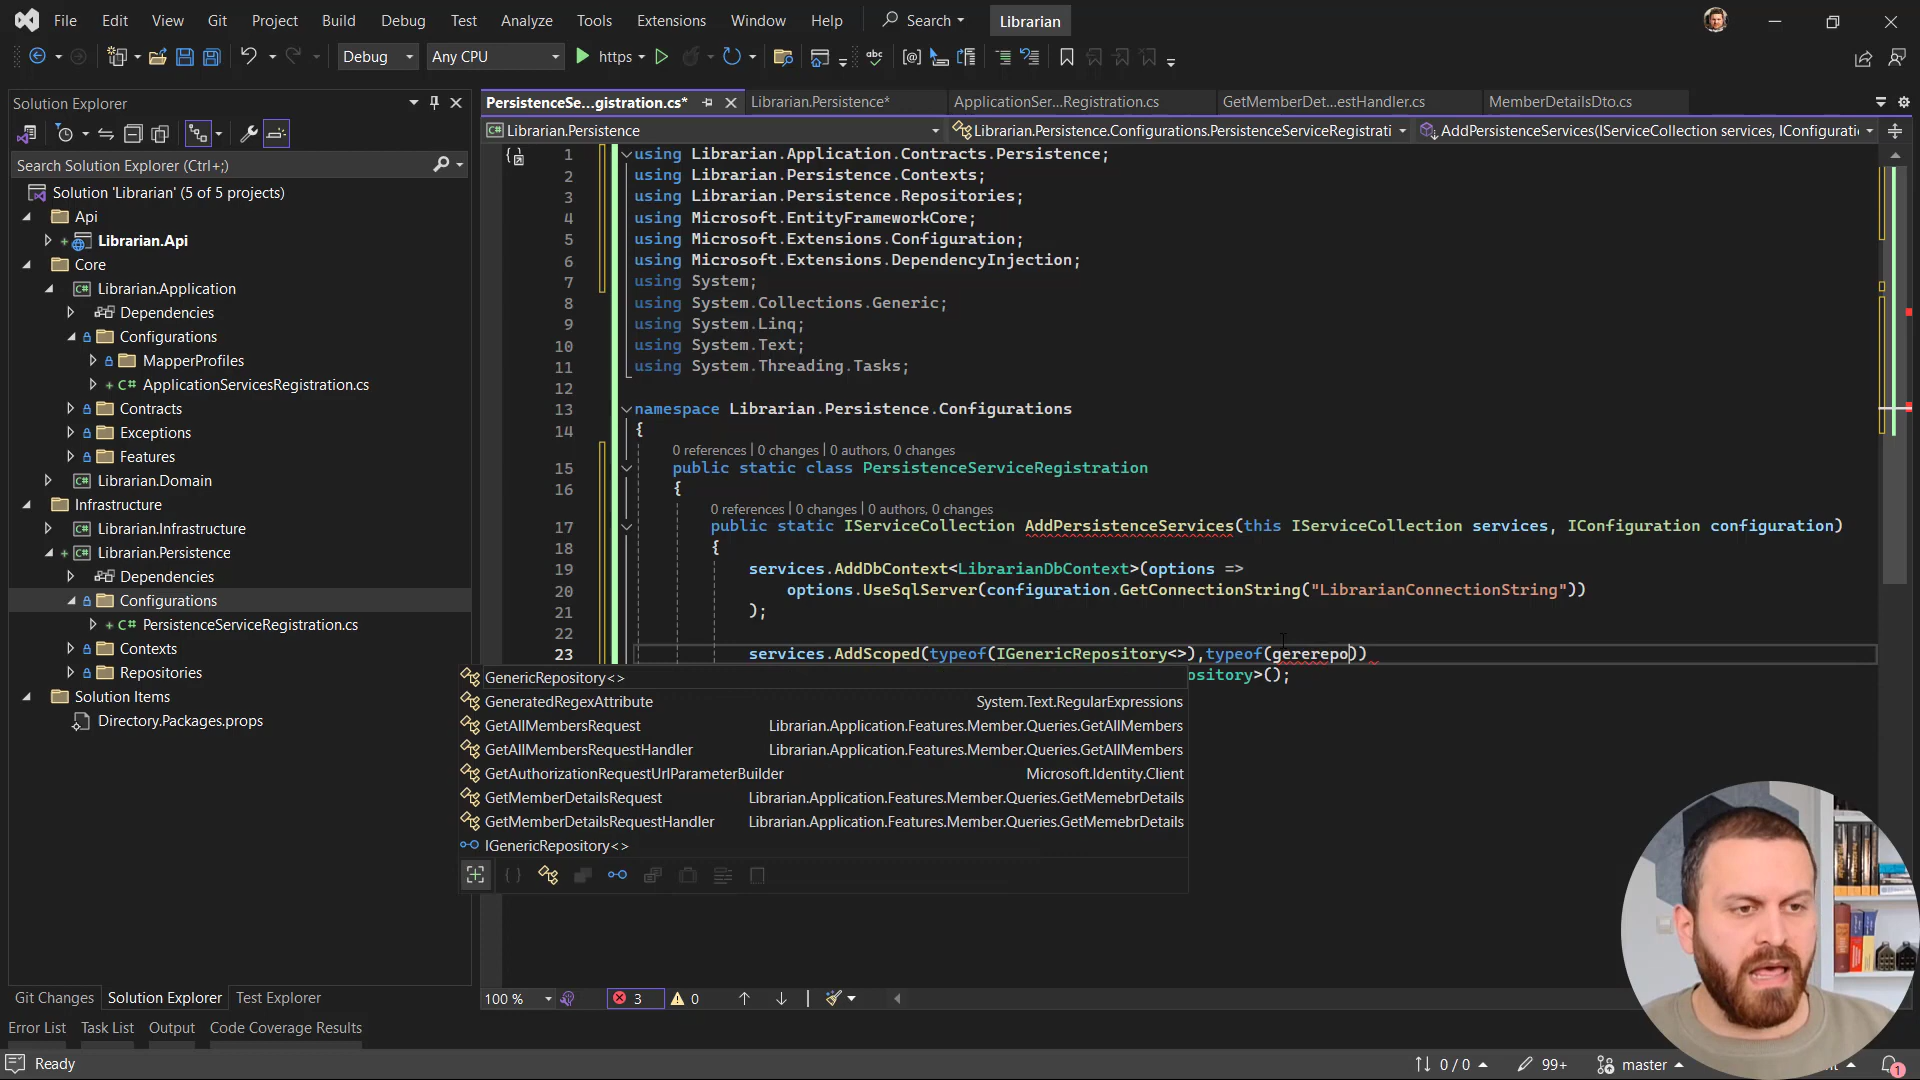 File Edit View Git Project Build Debug Test Analyze Tools Extensions Window Help Search Librarian
Debug Any CPU https
Solution Explorer
Search Solution Explorer (Ctrl+;)
Solution 'Librarian' (5 of 5 projects)
Api
Librarian.Api
Core
Librarian.Application
Dependencies
Configurations
MapperProfiles
ApplicationServicesRegistration.cs
Contracts
Exceptions
Features
Librarian.Domain
Infrastructure
Librarian.Infrastructure
Librarian.Persistence
Dependencies
Configurations
PersistenceServiceRegistration.cs
Contexts
Repositories
Solution Items
Directory.Packages.props
Git Changes Solution Explorer Test Explorer
PersistenceSe...gistration.cs* Librarian.Persistence* ApplicationSer...Registration.cs GetMemberDet...estHandler.cs MemberDetailsDto.cs
Librarian.Persistence Librarian.Persistence.Configurations.PersistenceServiceRegistrati AddPersistenceServices(IServiceCollection services, IConfigurati
1 using Librarian.Application.Contracts.Persistence;
2 using Librarian.Persistence.Contexts;
3 using Librarian.Persistence.Repositories;
4 using Microsoft.EntityFrameworkCore;
5 using Microsoft.Extensions.Configuration;
6 using Microsoft.Extensions.DependencyInjection;
7 using System;
8 using System.Collections.Generic;
9 using System.Linq;
10 using System.Text;
11 using System.Threading.Tasks;
12
13 namespace Librarian.Persistence.Configurations
14 {
0 references | 0 changes | 0 authors, 0 changes
15 public static class PersistenceServiceRegistration
16 {
0 references | 0 changes | 0 authors, 0 changes
17 public static IServiceCollection AddPersistenceServices(this IServiceCollection services, IConfiguration configuration)
18 {
19 services.AddDbContext<LibrarianDbContext>(options =>
20 options.UseSqlServer(configuration.GetConnectionString("LibrarianConnectionString"))
21 );
22
23 services.AddScoped(typeof(IGenericRepository<>),typeof(gererepo))
ository>();
GenericRepository<>
GeneratedRegexAttribute System.Text.RegularExpressions
GetAllMembersRequest Librarian.Application.Features.Member.Queries.GetAllMembers
GetAllMembersRequestHandler Librarian.Application.Features.Member.Queries.GetAllMembers
GetAuthorizationRequestUrlParameterBuilder Microsoft.Identity.Client
GetMemberDetailsRequest Librarian.Application.Features.Member.Queries.GetMemebrDetails
GetMemberDetailsRequestHandler Librarian.Application.Features.Member.Queries.GetMemebrDetails
IGenericRepository<>
100 % 3 0
Error List Task List Output Code Coverage Results
Ready 0 / 0 99+ master 1